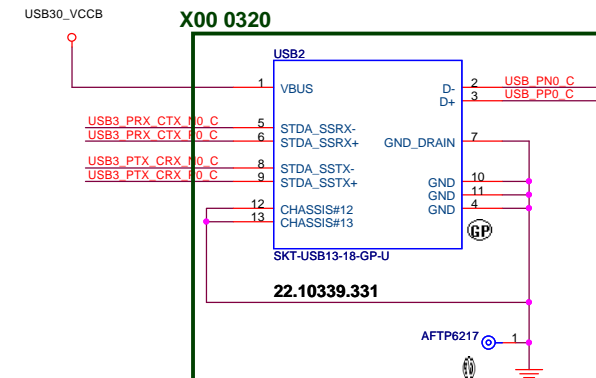 USB30_VCCB
X00 0320
USB2
1 VBUS
D- 2 USB_PN0_C
D+ 3 USB_PP0_C
USB3_PRX_CTX_N0_C 5 STDA_SSRX-
USB3_PRX_CTX_P0_C 6 STDA_SSRX+
GND_DRAIN 7
USB3_PTX_CRX_N0_C 8 STDA_SSTX-
USB3_PTX_CRX_P0_C 9 STDA_SSTX+
GND 10
GND 11
GND 4
12 CHASSIS#12
13 CHASSIS#13
GP
SKT-USB13-18-GP-U
22.10339.331
AFTP6217 1